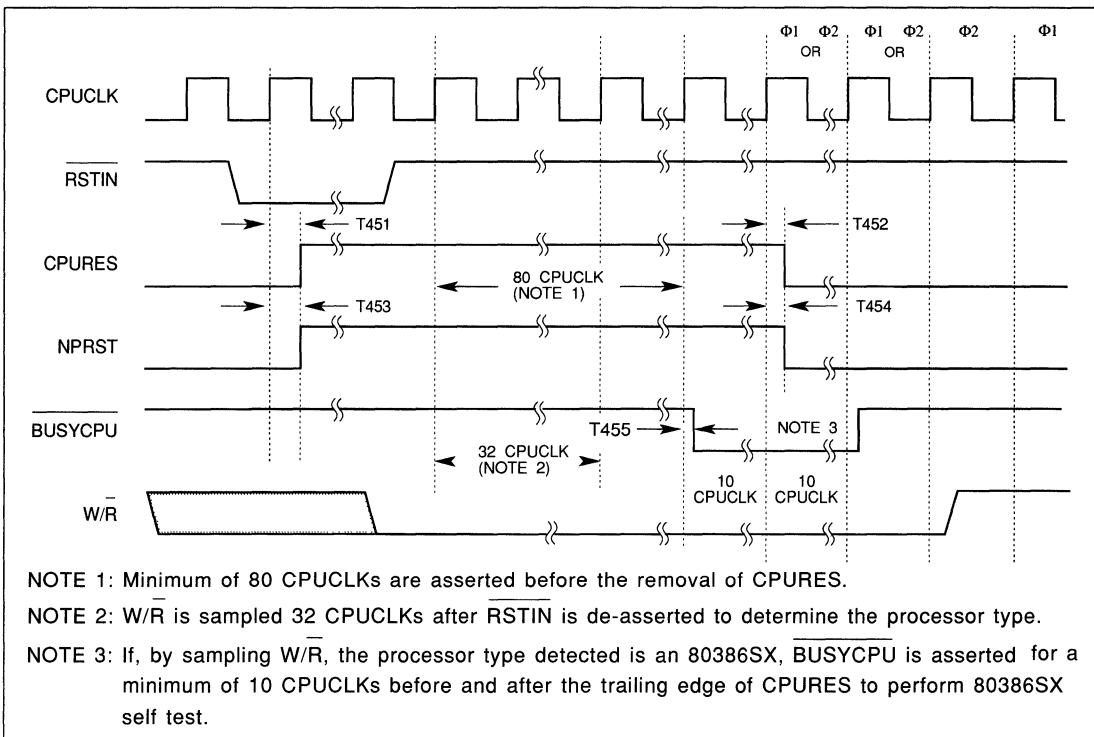 Φ1 Φ2 Φ1 Φ2 Φ2 Φ1
OR OR
CPUCLK
RSTIN
T451 T452
CPURES
80 CPUCLK
(NOTE 1)
T453 T454
NPRST
BUSYCPU
T455 NOTE 3
32 CPUCLK
(NOTE 2)
10 10
CPUCLK CPUCLK
W/R
NOTE 1: Minimum of 80 CPUCLKs are asserted before the removal of CPURES.
NOTE 2: W/R is sampled 32 CPUCLKs after RSTIN is de-asserted to determine the processor type.
NOTE 3: If, by sampling W/R, the processor type detected is an 80386SX, BUSYCPU is asserted for a
minimum of 10 CPUCLKs before and after the trailing edge of CPURES to perform 80386SX
self test.